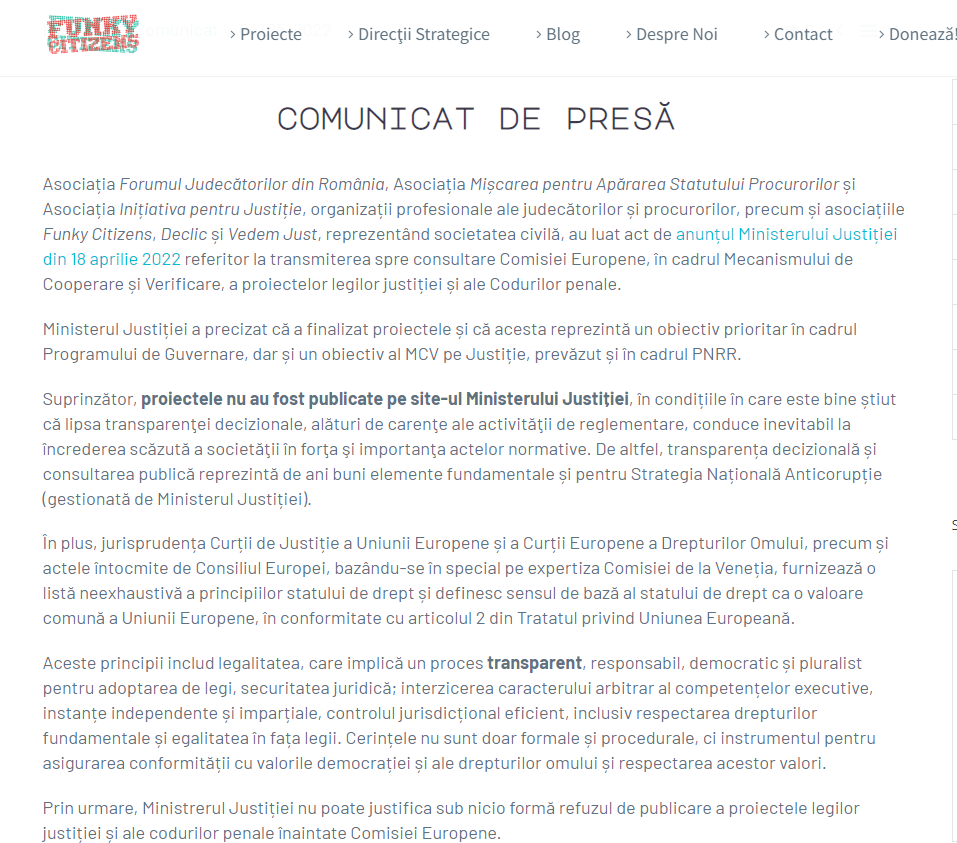 FUNKY CITIZENS
› Proiecte › Direcţii Strategice › Blog › Despre Noi › Contact › Donează!
COMUNICAT DE PRESĂ
Asociația Forumul Judecătorilor din România, Asociația Mișcarea pentru Apărarea Statutului Procurorilor și
Asociația Inițiativa pentru Justiție, organizații profesionale ale judecătorilor și procurorilor, precum și asociațiile
Funky Citizens, Declic și Vedem Just, reprezentând societatea civilă, au luat act de anunțul Ministerului Justiției
din 18 aprilie 2022 referitor la transmiterea spre consultare Comisiei Europene, în cadrul Mecanismului de
Cooperare și Verificare, a proiectelor legilor justiției și ale Codurilor penale.
Ministerul Justiției a precizat că a finalizat proiectele și că acesta reprezintă un obiectiv prioritar în cadrul
Programului de Guvernare, dar și un obiectiv al MCV pe Justiție, prevăzut și în cadrul PNRR.
Suprinzător, proiectele nu au fost publicate pe site-ul Ministerului Justiției, în condițiile în care este bine știut
că lipsa transparenţei decizionale, alături de carenţe ale activităţii de reglementare, conduce inevitabil la
încrederea scăzută a societăţii în forţa şi importanţa actelor normative. De altfel, transparența decizională și
consultarea publică reprezintă de ani buni elemente fundamentale și pentru Strategia Națională Anticorupție
(gestionată de Ministerul Justiției).
În plus, jurisprudența Curții de Justiție a Uniunii Europene și a Curții Europene a Drepturilor Omului, precum și
actele întocmite de Consiliul Europei, bazându-se în special pe expertiza Comisiei de la Veneția, furnizează o
listă neexhaustivă a principiilor statului de drept și definesc sensul de bază al statului de drept ca o valoare
comună a Uniunii Europene, în conformitate cu articolul 2 din Tratatul privind Uniunea Europeană.
Aceste principii includ legalitatea, care implică un proces transparent, responsabil, democratic și pluralist
pentru adoptarea de legi, securitatea juridică; interzicerea caracterului arbitrar al competențelor executive,
instanțe independente și imparțiale, controlul jurisdicțional eficient, inclusiv respectarea drepturilor
fundamentale și egalitatea în fața legii. Cerințele nu sunt doar formale și procedurale, ci instrumentul pentru
asigurarea conformității cu valorile democrației și ale drepturilor omului și respectarea acestor valori.
Prin urmare, Ministrerul Justiției nu poate justifica sub nicio formă refuzul de publicare a proiectele legilor
justiției și ale codurilor penale înaintate Comisiei Europene.